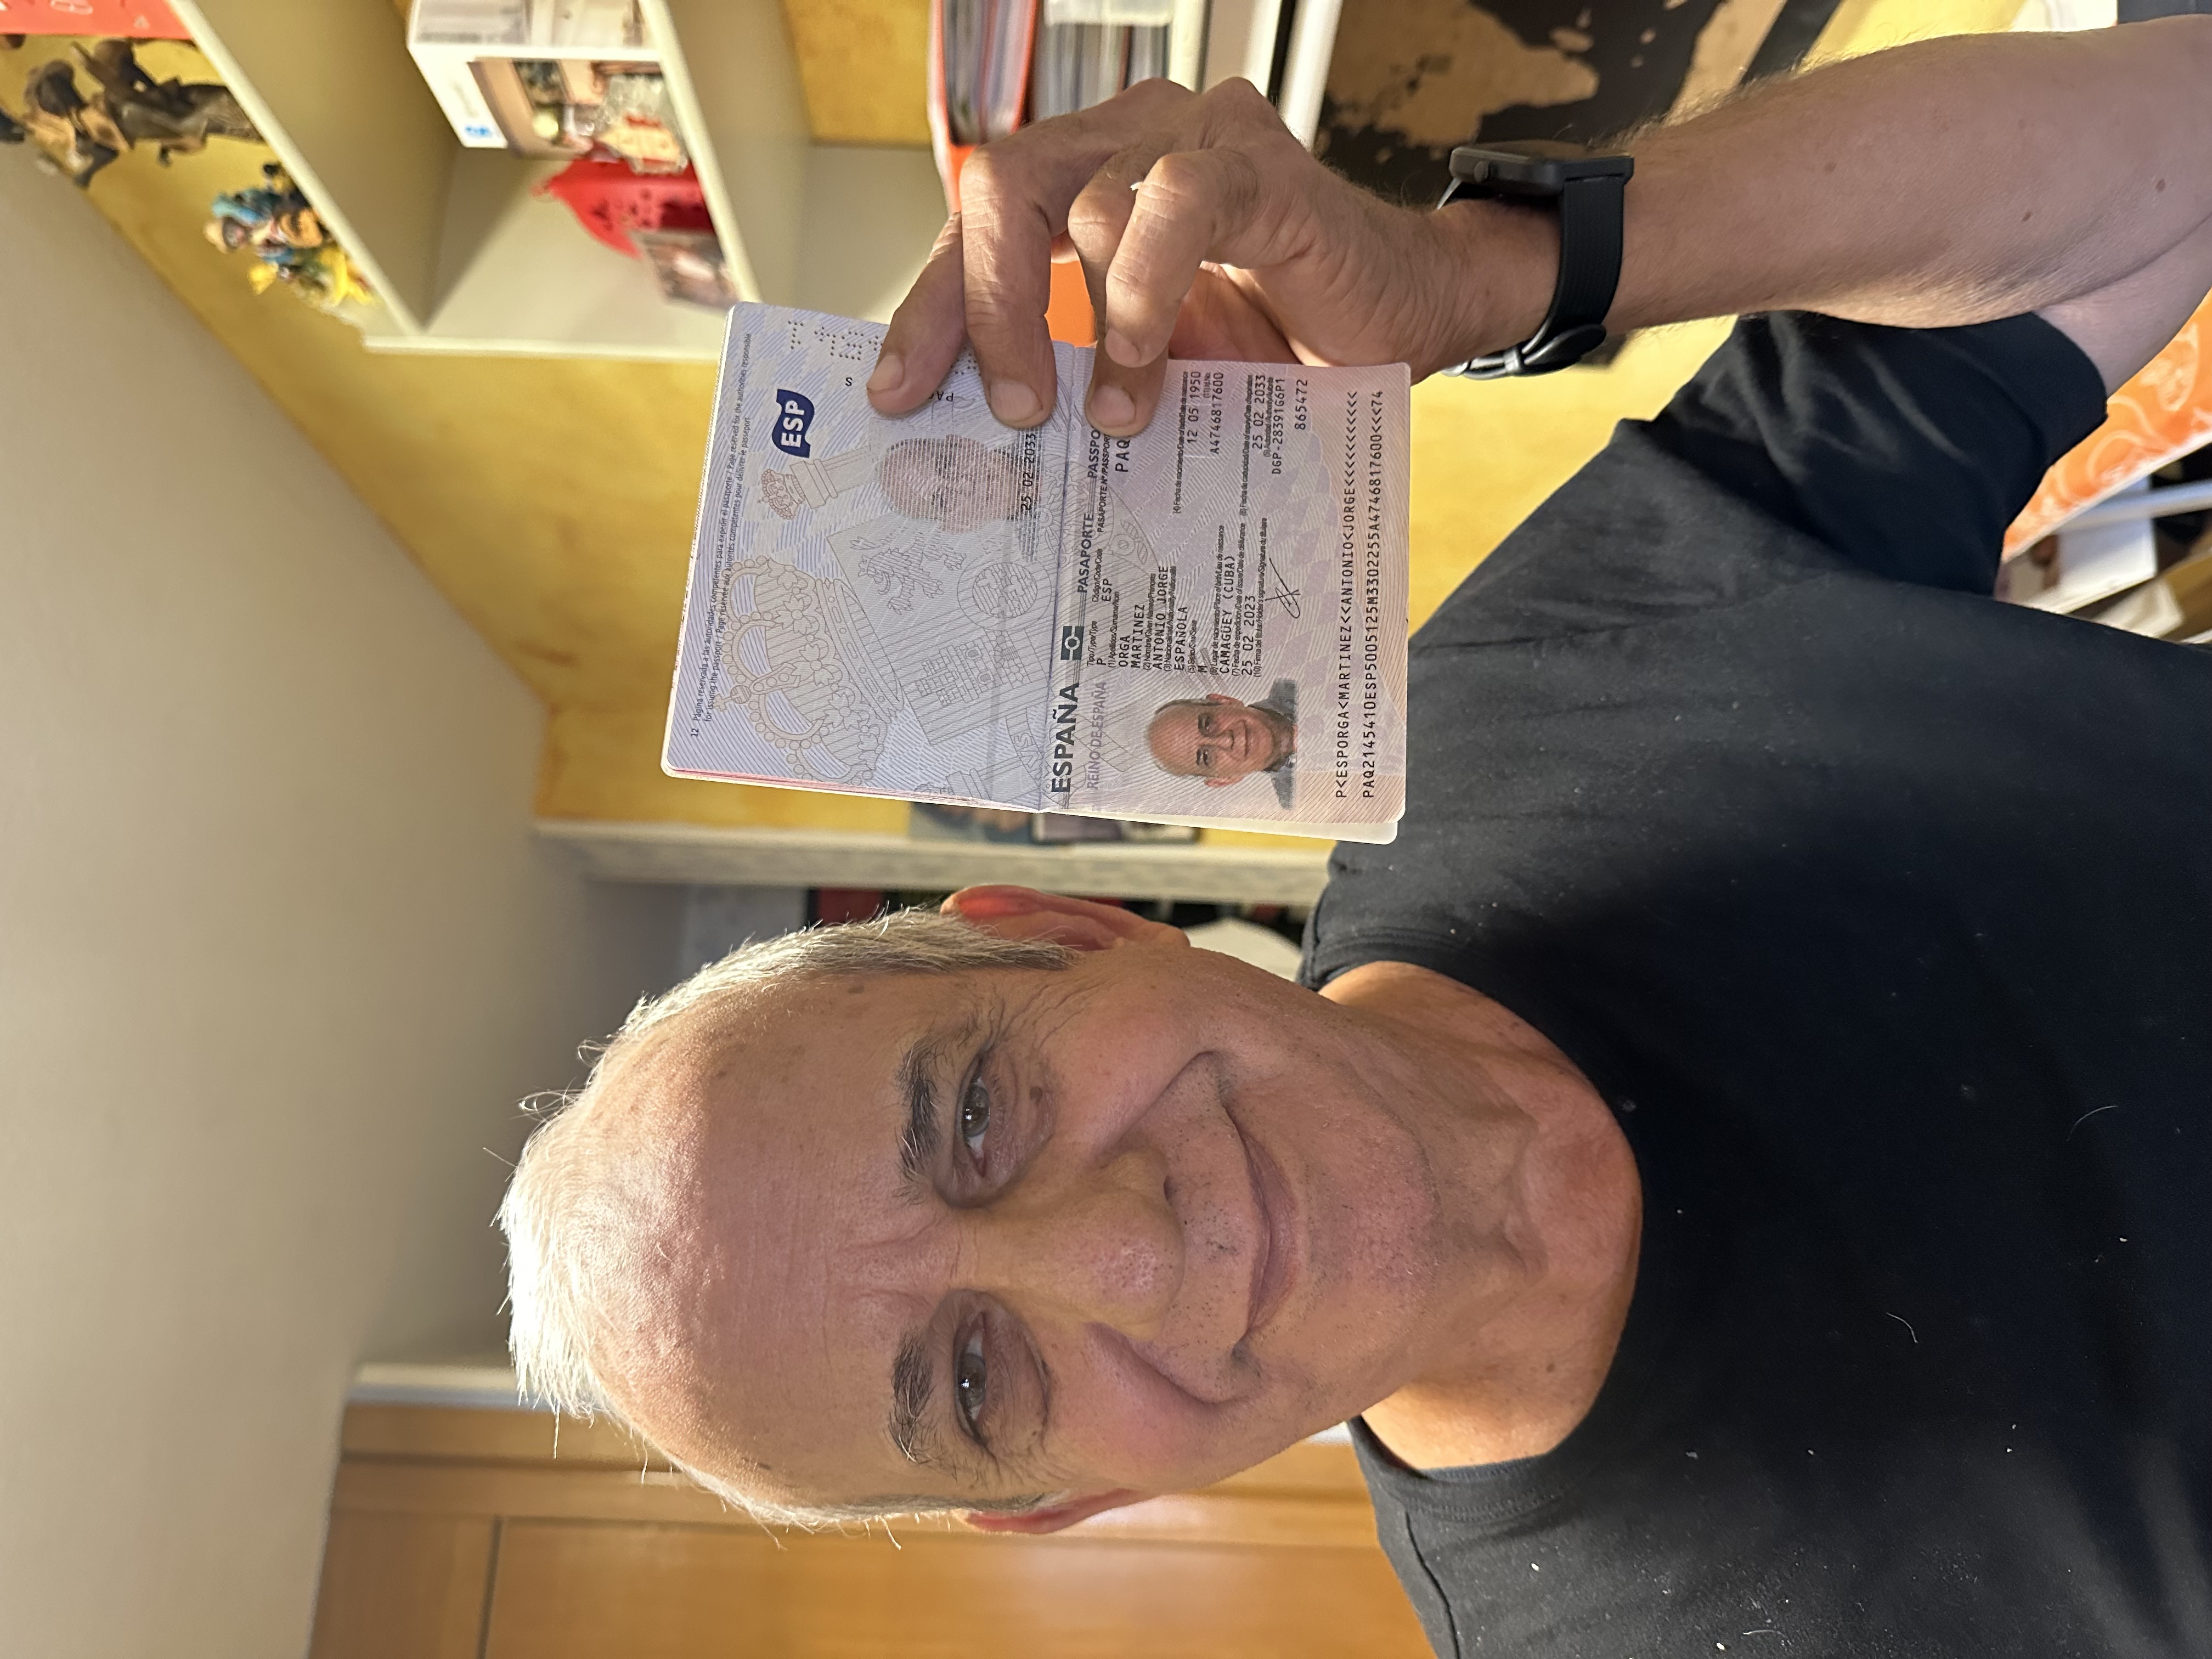 12 Página reservada a las autoridades competentes para expedir el pasaporte / Page reserved for the authorities responsible
for issuing the passport / Page réservée aux autorités compétentes pour délivrer le passeport
ESP
25 02 2033
ESPAÑA PASAPORTE PASSPO
REINO DE ESPAÑA
Tipo/Type/Type Código/Code/Code PASAPORTE Nº/PASSPORT
P ESP PAQ
(1) Apellidos/Surname/Nom
ORGA
MARTINEZ
(2) Nombre/Given Names/Prénoms
ANTONIO JORGE
(3) Nacionalidad/Nationality/Nationalité
ESPAÑOLA
(4) Fecha de nacimiento/Date of birth/Date de naissance
12 05 1950
(5) Sexo/Sex/Sexe
M
(11) Id. No.
A4746817600
(6) Lugar de nacimiento/Place of birth/Lieu de naissance
CAMAGÜEY (CUBA)
(7) Fecha de expedición/Date of issue/Date de délivrance
25 02 2023
(8) Fecha de caducidad/Date of expiry/Date d'expiration
25 02 2033
(10) Firma del titular/Holder's signature/Signature du titulaire
(9) Autoridad/Authority/Autorité
DGP-28391G6P1
865472
P<ESPORGA<MARTINEZ<<ANTONIO<JORGE<<<<<<<<<<<
PAQ2145410ESP5005125M3302255A4746817600<<<74